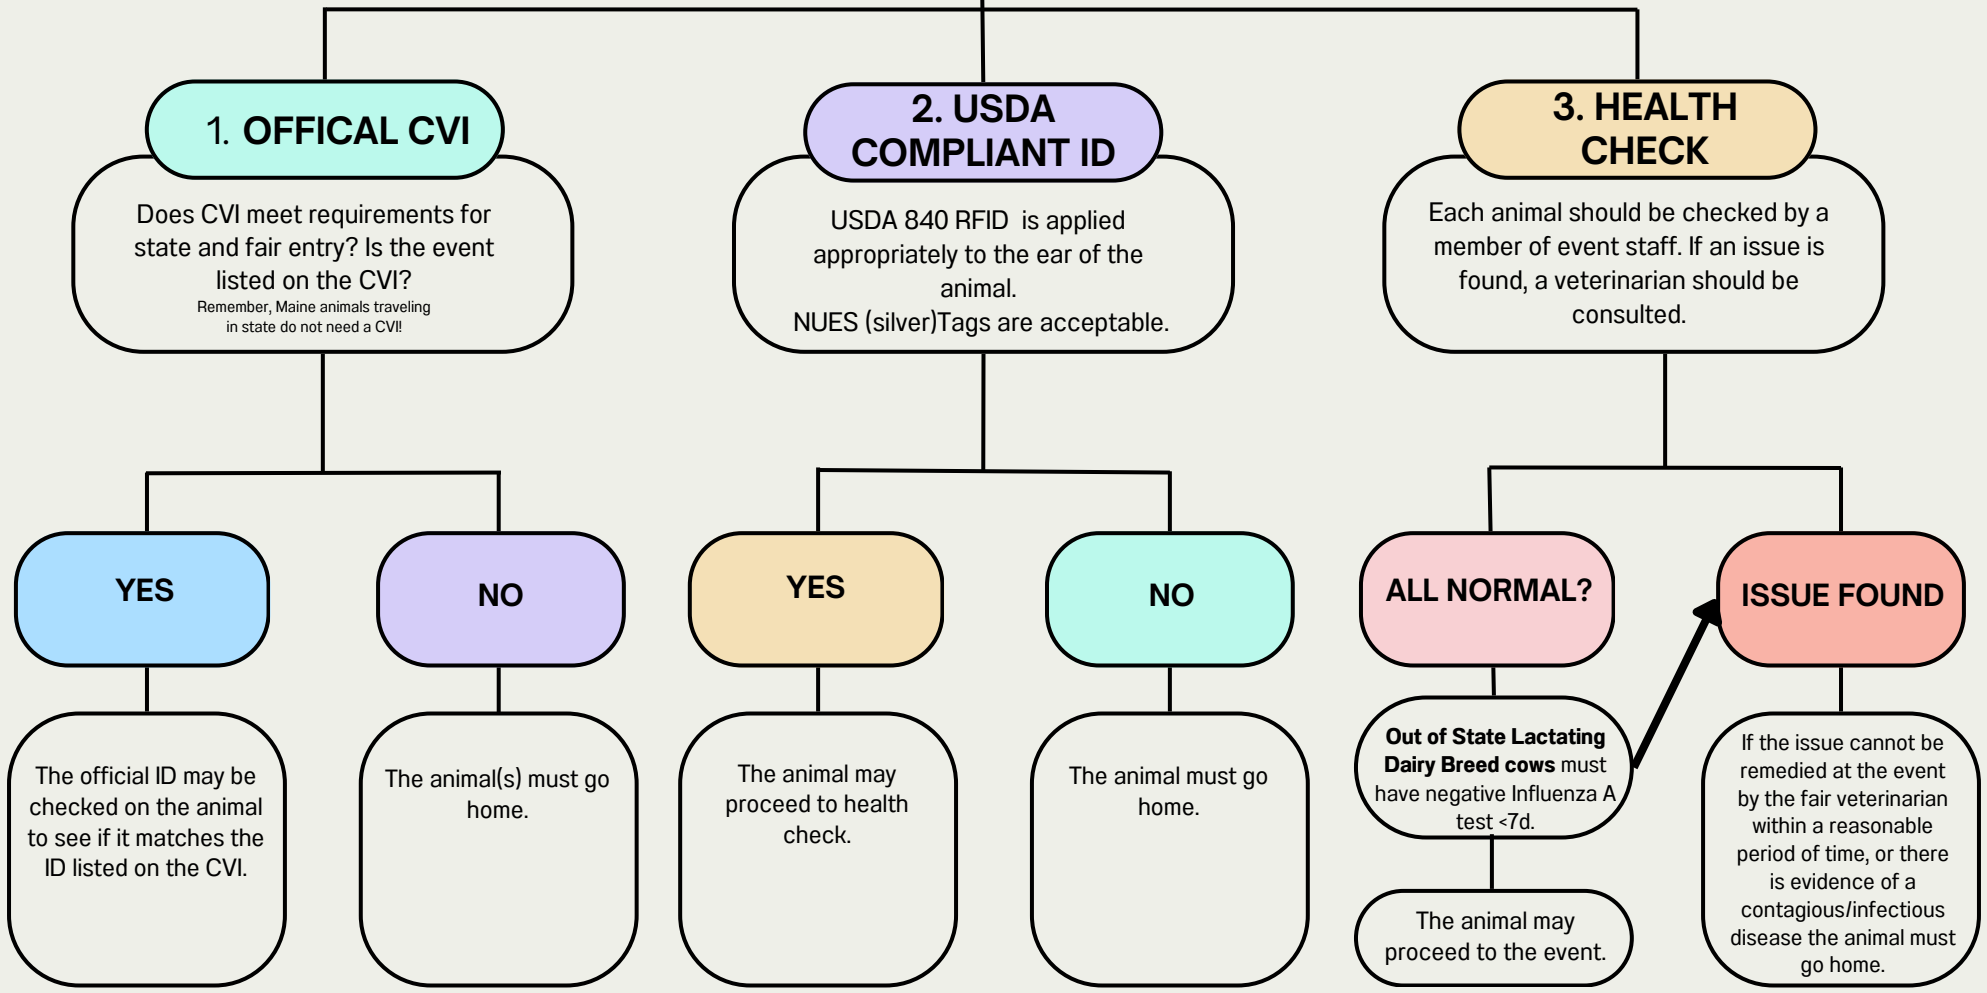 1. OFFICAL CVI
Does CVI meet requirements for
state and fair entry? Is the event
listed on the CVI?
Remember, Maine animals traveling
in state do not need a CVI!
YES
The official ID may be
checked on the animal
to see if it matches the
ID listed on the CVI.
NO
The animal(s) must go
home.
2. USDA
COMPLIANT ID
USDA 840 RFID is applied
appropriately to the ear of the
animal.
NUES (silver)Tags are acceptable.
YES
The animal may
proceed to health
check.
NO
The animal must go
home.
3. HEALTH
CHECK
Each animal should be checked by a
member of event staff. If an issue is
found, a veterinarian should be
consulted.
ALL NORMAL?
Out of State Lactating
Dairy Breed cows must
have negative Influenza A
test <7d.
The animal may
proceed to the event.
ISSUE FOUND
If the issue cannot be
remedied at the event
by the fair veterinarian
within a reasonable
period of time, or there
is evidence of a
contagious/infectious
disease the animal must
go home.